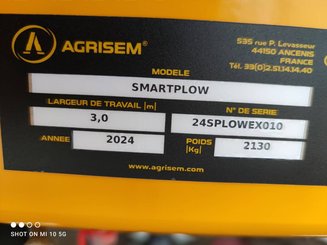 AGRISEM®
535 rue P. Levasseur
44150 ANCENIS
FRANCE
Tél. 33(0)2.51.14.14.40
MODELE
SMARTPLOW
LARGEUR DE TRAVAIL [m]
N° DE SERIE
3,0
24SPLOWEX010
ANNEE
2024
POIDS [Kg]
2130
www.agrisem.com
SHOT ON MI 10 5G